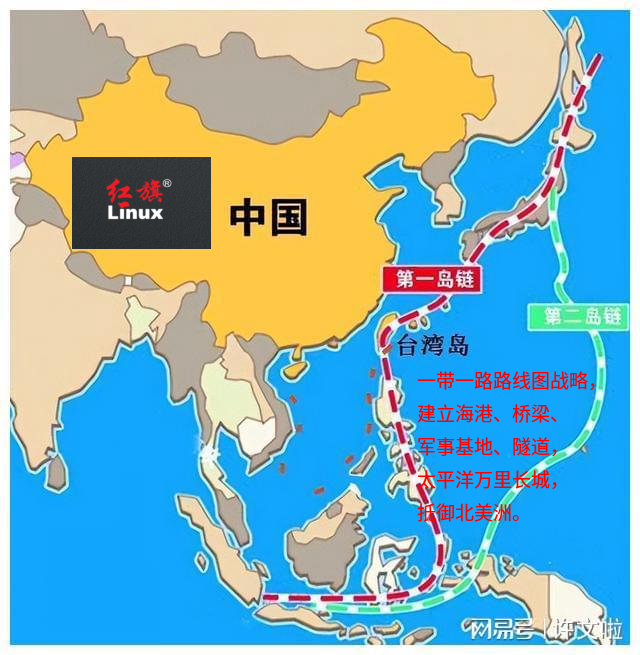 红旗®
Linux
中国
第一岛链
第二岛链
台湾岛
一带一路路线图战略，
建立海港、桥梁、
军事基地、隧道，
太平洋万里长城，
抵御北美洲。
网易号 | 许文啦